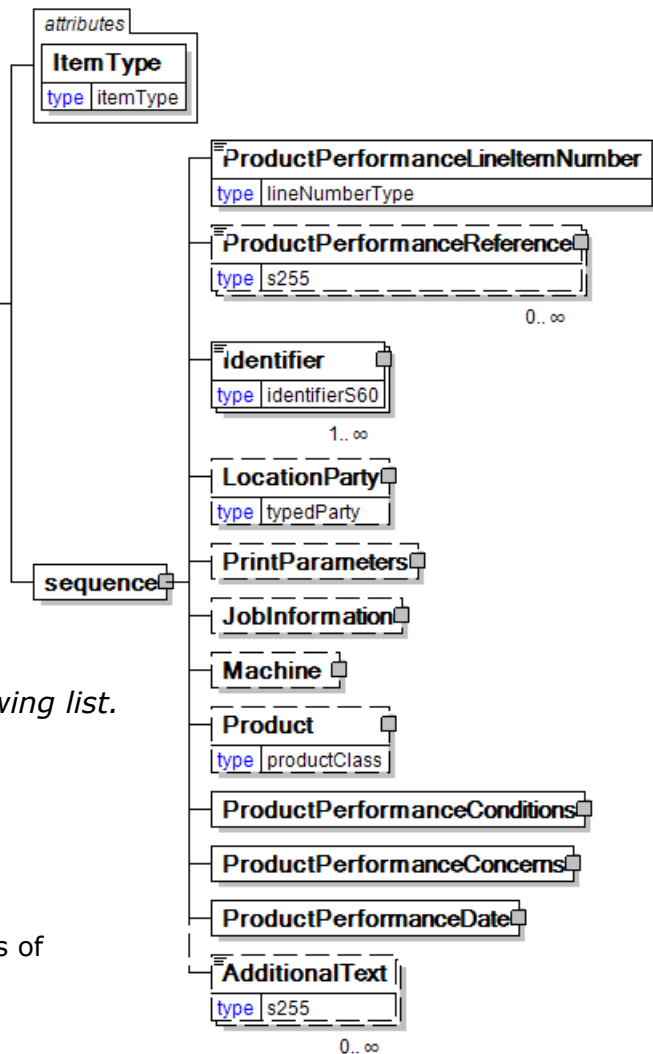 attributes
ItemType
type itemType
ProductPerformanceLineItemNumber
type lineNumberType
ProductPerformanceReference
type s255
0..∞
Identifier
type identifierS60
1..∞
LocationParty
type typedParty
PrintParameters
sequence
JobInformation
Machine
wing list.
Product
type productClass
ProductPerformanceConditions
ProductPerformanceConcerns
ProductPerformanceDate
s of
AdditionalText
type s255
0..∞